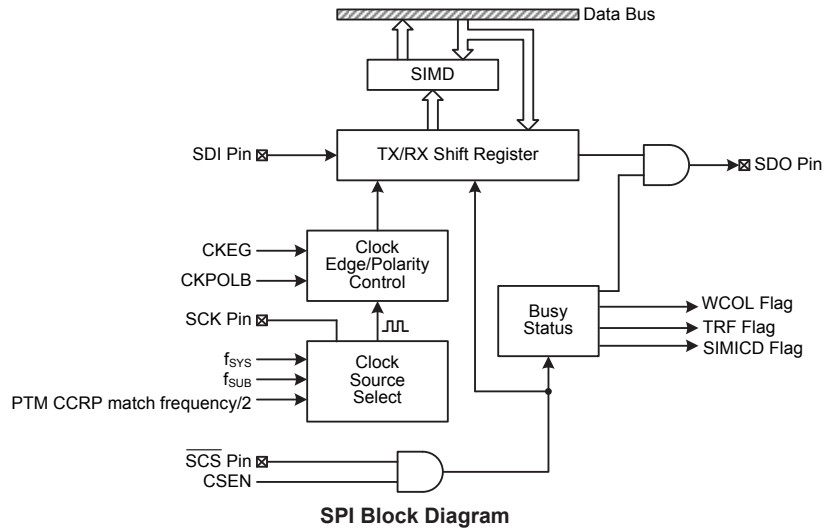 Data Bus
SIMD
SDI Pin
TX/RX Shift Register
SDO Pin
CKEG
CKPOLB
Clock
Edge/Polarity
Control
SCK Pin
Busy
Status
WCOL Flag
TRF Flag
SIMICD Flag
fSYS
fSUB
PTM CCRP match frequency/2
Clock
Source
Select
SCS Pin
CSEN
SPI Block Diagram